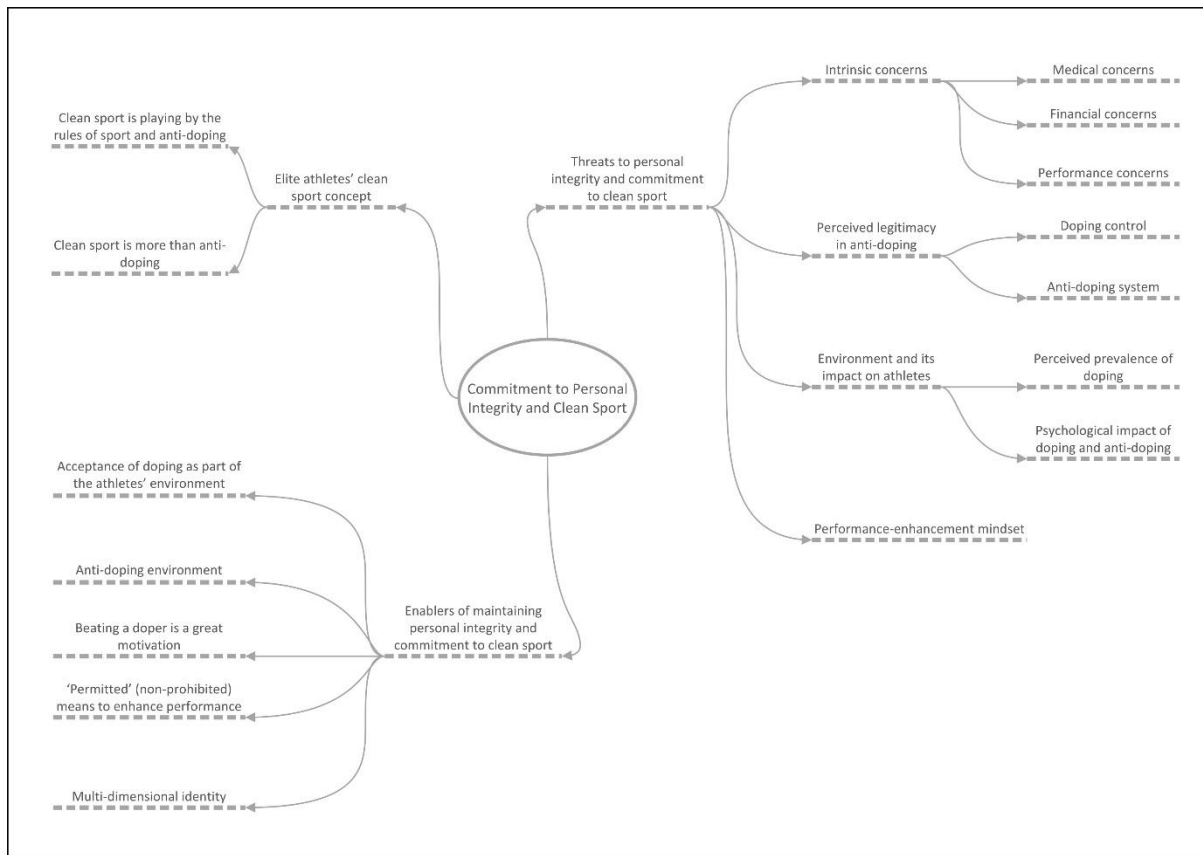 Commitment to Personal
Integrity and Clean Sport
Elite athletes’ clean
sport concept
Clean sport is playing by the
rules of sport and anti-doping
Clean sport is more than anti-
doping
Threats to personal
integrity and commitment
to clean sport
Intrinsic concerns
Medical concerns
Financial concerns
Performance concerns
Perceived legitimacy
in anti-doping
Doping control
Anti-doping system
Environment and its
impact on athletes
Perceived prevalence of
doping
Psychological impact of
doping and anti-doping
Performance-enhancement mindset
Enablers of maintaining
personal integrity and
commitment to clean sport
Acceptance of doping as part of
the athletes’ environment
Anti-doping environment
Beating a doper is a great
motivation
‘Permitted’ (non-prohibited)
means to enhance performance
Multi-dimensional identity